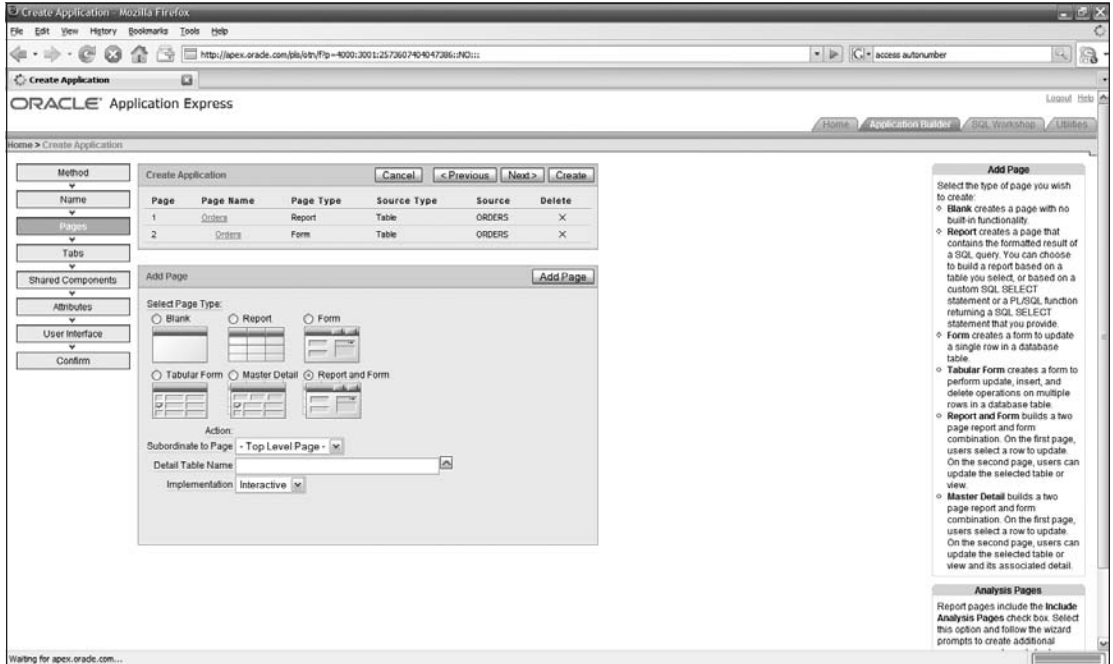 Create Application - Mozilla Firefox
File Edit View History Bookmarks Tools Help
http://apex.oracle.com/pls/otn/f?p=4000:3001:2573607404047386::NO:::
access autonumber
Create Application
ORACLE Application Express
Logout Help
Home Application Builder SQL Workshop Utilities
Home > Create Application
Method
Name
Pages
Tabs
Shared Components
Attributes
User Interface
Confirm
Create Application Cancel < Previous Next > Create
Page Page Name Page Type Source Type Source Delete
1 Orders Report Table ORDERS X
2 Orders Form Table ORDERS X
Add Page Add Page
Select Page Type:
Blank Report Form
Tabular Form Master Detail Report and Form
Action:
Subordinate to Page - Top Level Page -
Detail Table Name
Implementation Interactive
Add Page
Select the type of page you wish
to create:
Blank creates a page with no
built-in functionality.
Report creates a page that
contains the formatted result of
a SQL query. You can choose
to build a report based on a
table you select, or based on a
custom SQL SELECT
statement or a PL/SQL function
returning a SQL SELECT
statement that you provide.
Form creates a form to update
a single row in a database
table.
Tabular Form creates a form to
perform update, insert, and
delete operations on multiple
rows in a database table.
Report and Form builds a two
page report and form
combination. On the first page,
users select a row to update.
On the second page, users can
update the selected table or
view.
Master Detail builds a two
page report and form
combination. On the first page,
users select a row to update.
On the second page, users can
update the selected table or
view and its associated detail.
Analysis Pages
Report pages include the Include
Analysis Pages check box. Select
this option and follow the wizard
prompts to create additional
Waiting for apex.oracle.com...